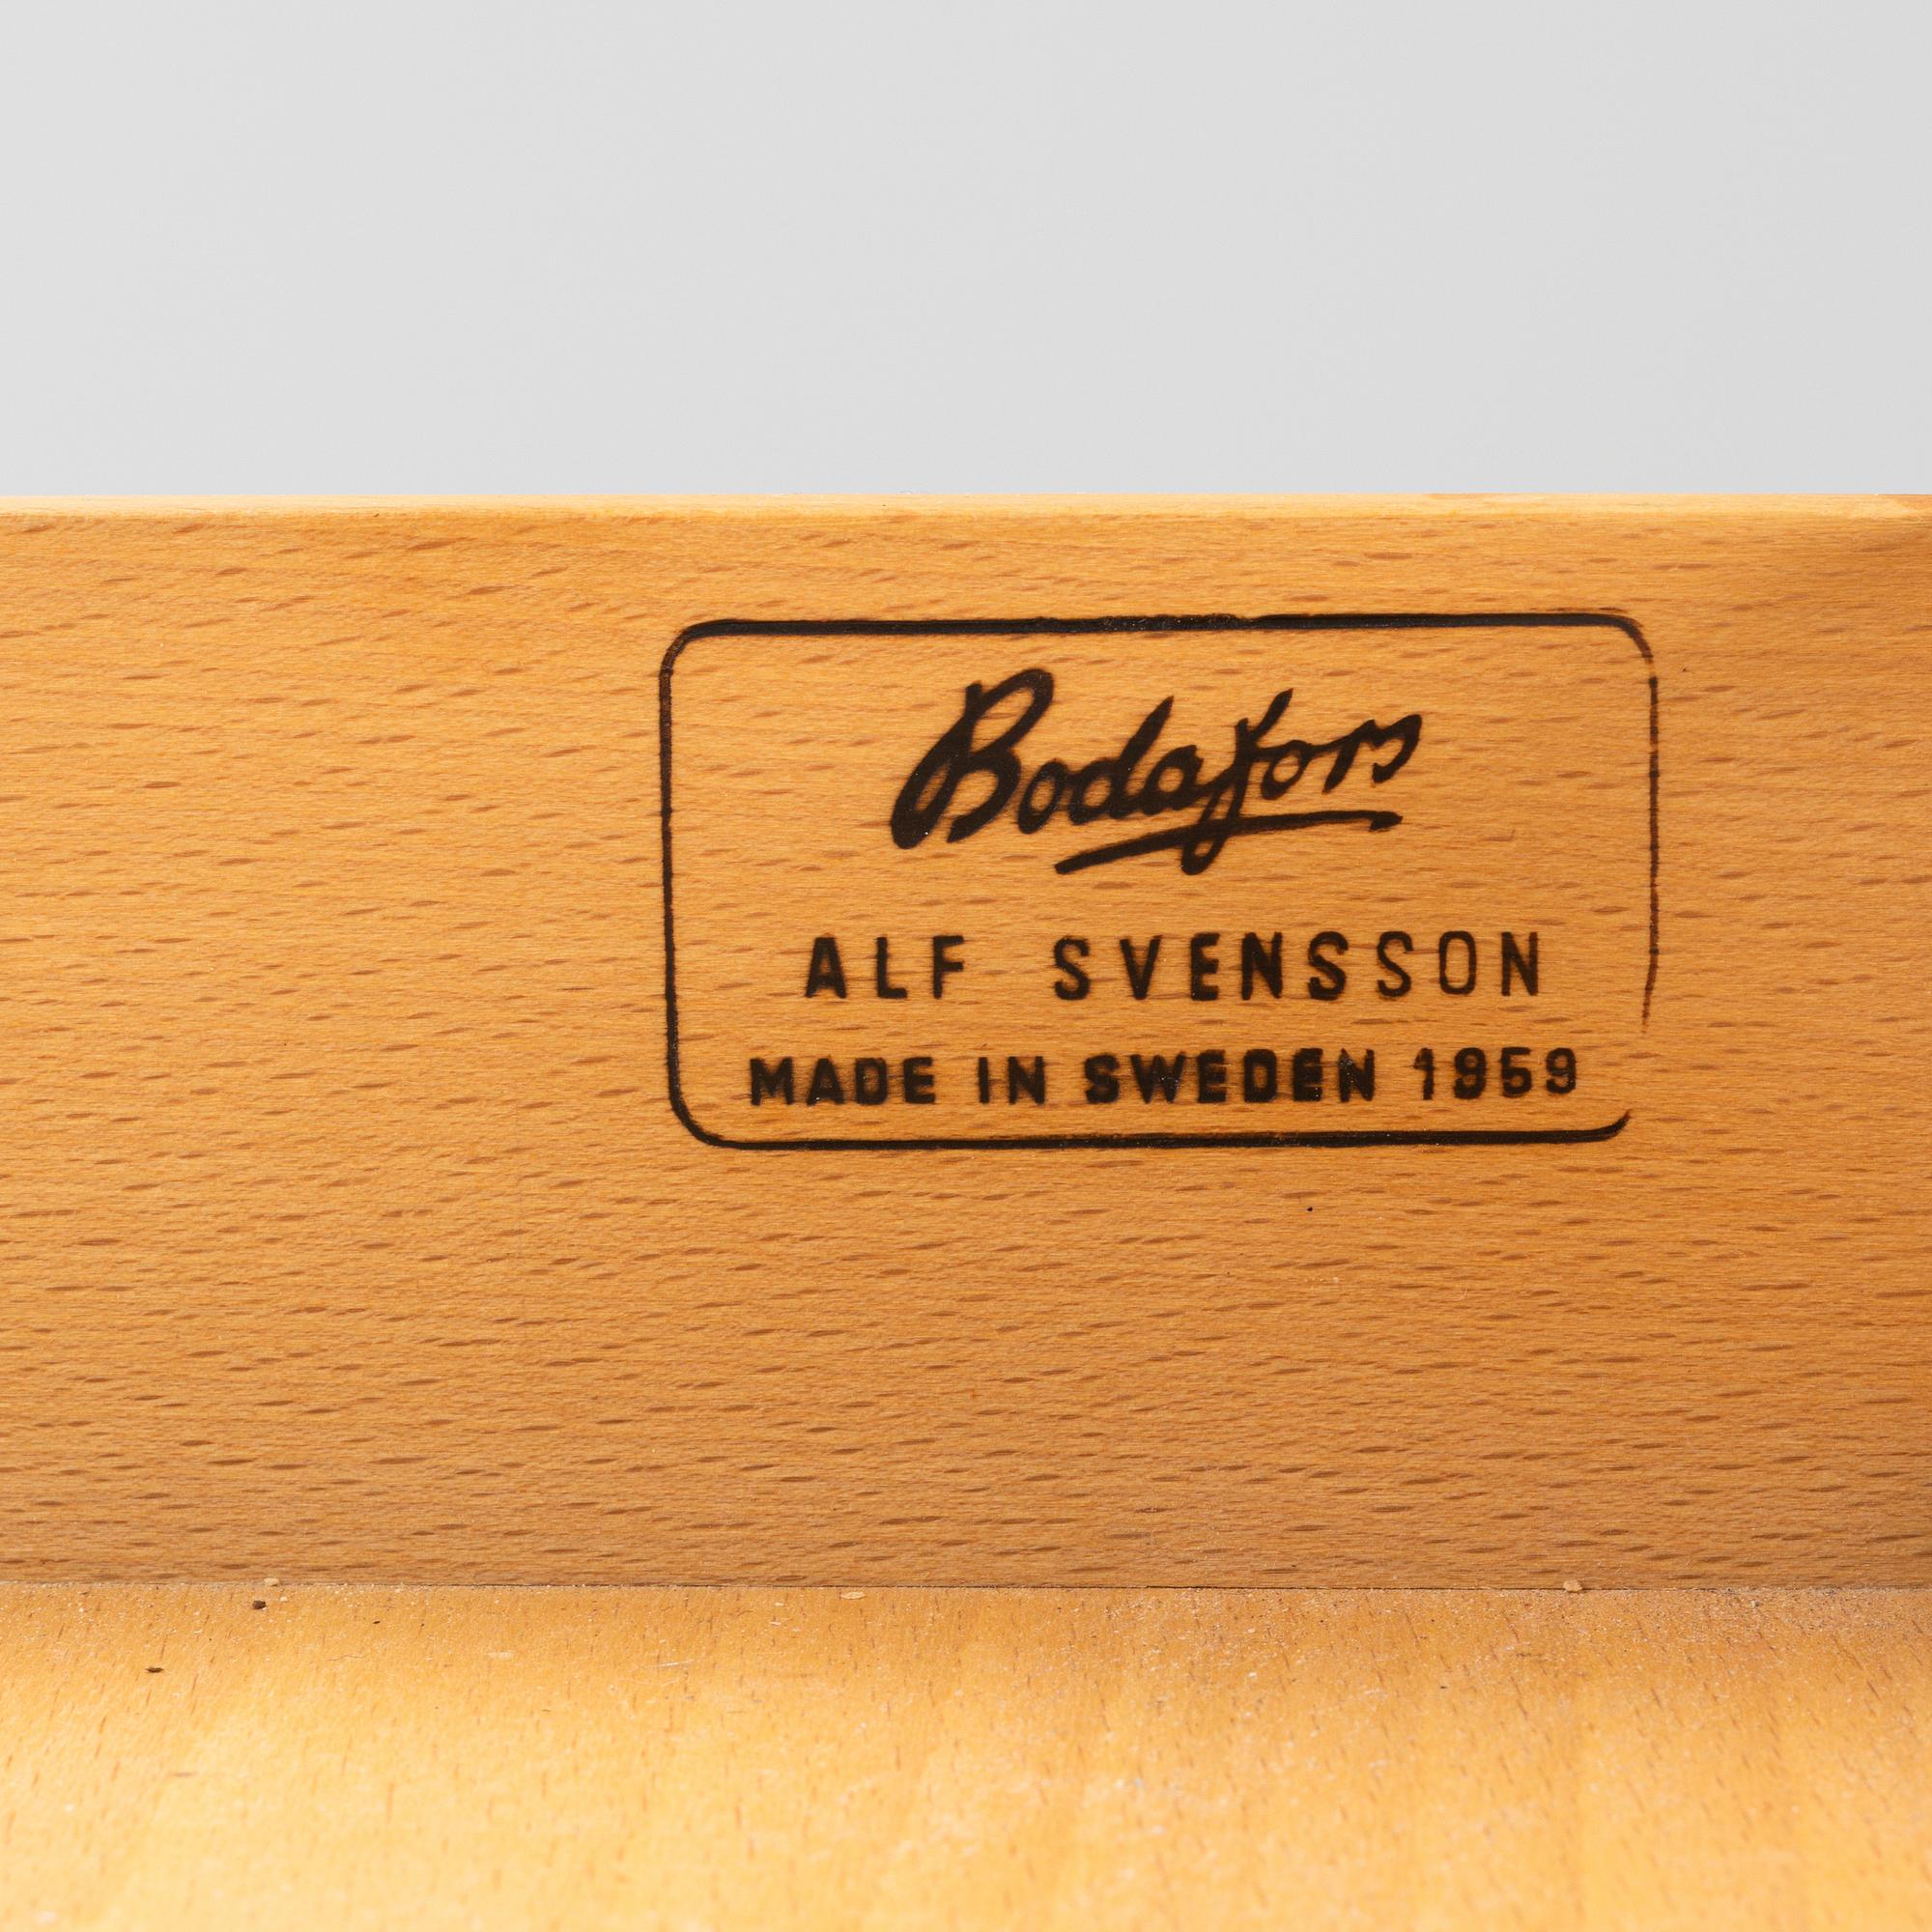 Bodafors
ALF SVENSSON
MADE IN SWEDEN 1959